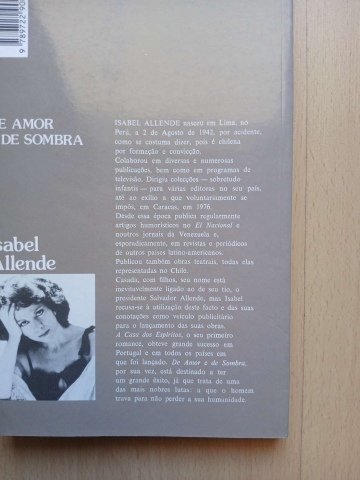 9 789722 90
E AMOR
DE SOMBRA
sabel
Allende
ISABEL ALLENDE nasceu em Lima, no
Perú, a 2 de Agosto de 1942, por acidente,
como se costuma dizer, pois é chilena
por formação e convicção.
Colaborou em diversas e numerosas
publicações, bem como em programas de
televisão. Dirigiu colecções — sobretudo
infantis — para várias editoras no seu país,
até ao exílio a que voluntariamente se
impôs, em Caracas, em 1976.
Desde essa época publica regularmente
artigos humorísticos no El Nacional e
noutros jornais da Venezuela e,
esporadicamente, em revistas e periódicos
de outros países latino-americanos.
Publicou também obras teatrais, todas elas
representadas no Chile.
Casada, com filhos, seu nome está
inevitavelmente ligado ao de seu tio, o
presidente Salvador Allende, mas Isabel
recusa-se à utilização deste facto e das suas
conotações como veículo publicitário
para o lançamento das suas obras.
A Casa dos Espíritos, o seu primeiro
romance, obteve grande sucesso em
Portugal e em todos os países em
que foi lançado. De Amor e de Sombra,
por sua vez, está destinado a ter
um grande êxito, já que trata de uma
das mais nobres lutas: a que o homem
trava para não perder a sua humanidade.